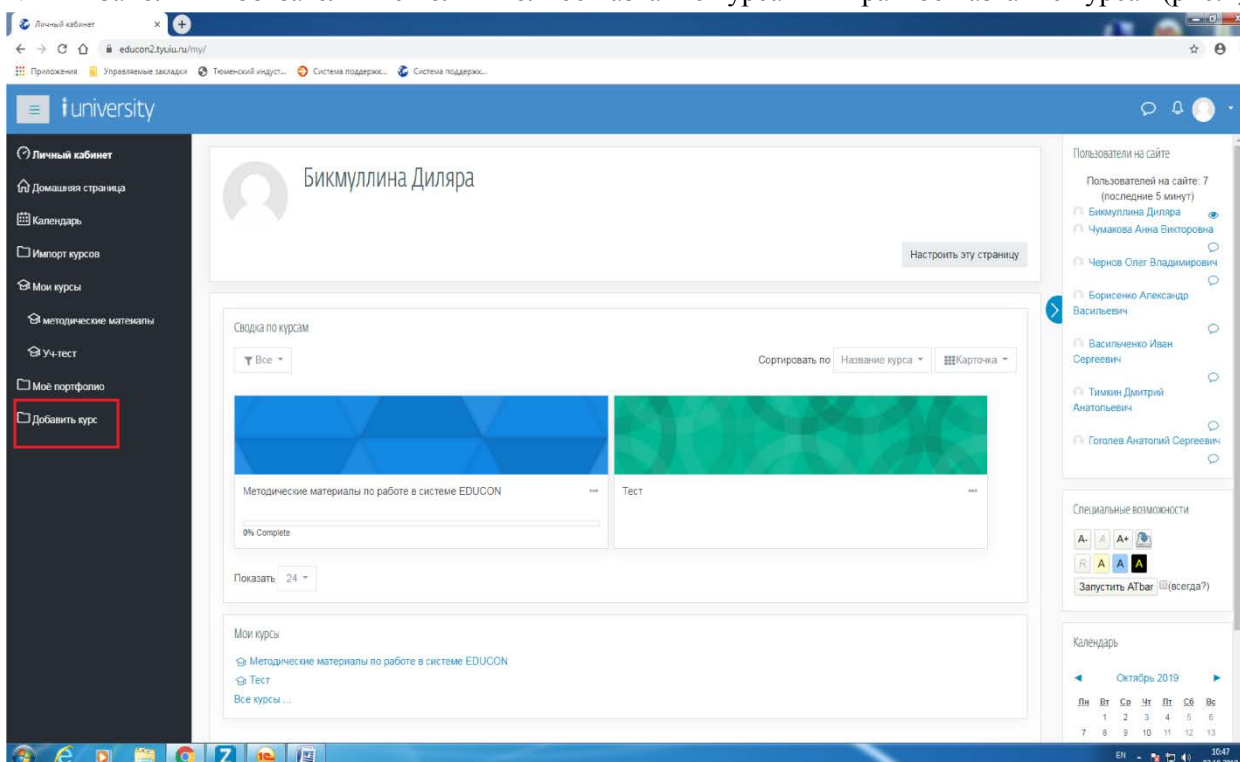 Личный кабинет
educon2.tyuiu.ru/my/
Приложения Управляемые закладки Тюменский индуст... Система поддержк... Система поддержк...
i university
Личный кабинет
Домашняя страница
Календарь
Импорт курсов
Мои курсы
методические матемалы
Уч-тест
Моё портфолио
Добавить курс
Бикмуллина Диляра
Настроить эту страницу
Сводка по курсам
Все
Сортировать по Название курса Карточка
Методические материалы по работе в системе EDUCON
0% Complete
Тест
Показать 24
Мои курсы
Методические материалы по работе в системе EDUCON
Тест
Все курсы ...
Пользователи на сайте
Пользователей на сайте: 7
(последние 5 минут)
Бикмуллина Диляра
Чумакова Анна Викторовна
Чернов Олег Владимирович
Борисенко Александр
Васильевич
Васильченко Иван
Сергеевич
Тимкин Дмитрий
Анатольевич
Гоголев Анатолий Сергеевич
Специальные возможности
A- A A+
R A A A
Запустить ATbar (всегда?)
Календарь
Октябрь 2019
Пн Вт Ср Чт Пт Сб Вс
1 2 3 4 5 6
7 8 9 10 11 12 13
EN 10:47